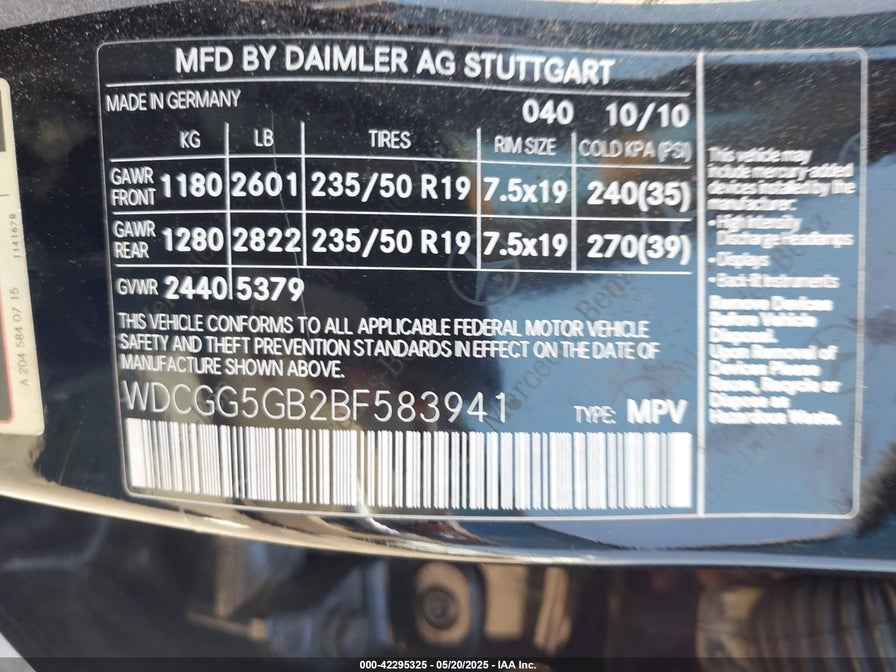 MFD BY DAIMLER AG STUTTGART
MADE IN GERMANY 040 10/10
KG LB TIRES RIM SIZE COLD KPA (PSI)
GAWR FRONT 1180 2601 235/50 R19 7.5x19 240(35)
GAWR REAR 1280 2822 235/50 R19 7.5x19 270(39)
GVWR 2440 5379
THIS VEHICLE CONFORMS TO ALL APPLICABLE FEDERAL MOTOR VEHICLE
SAFETY AND THEFT PREVENTION STANDARDS IN EFFECT ON THE DATE OF
MANUFACTURE SHOWN ABOVE.
WDCGG5GB2BF583941 TYPE: MPV
This vehicle may
include mercury-added
devices installed by the
manufacturer:
• High Intensity
Discharge Headlamps
• Displays
• Back-lit Instruments
Remove Devices
Before Vehicle
Disposal.
Upon Removal of
Devices Please
Reuse, Recycle or
Dispose as
Hazardous Waste.
A 204 584 07 15 1141678
Mercedes-Benz
000-42295325 — 05/20/2025 — IAA Inc.